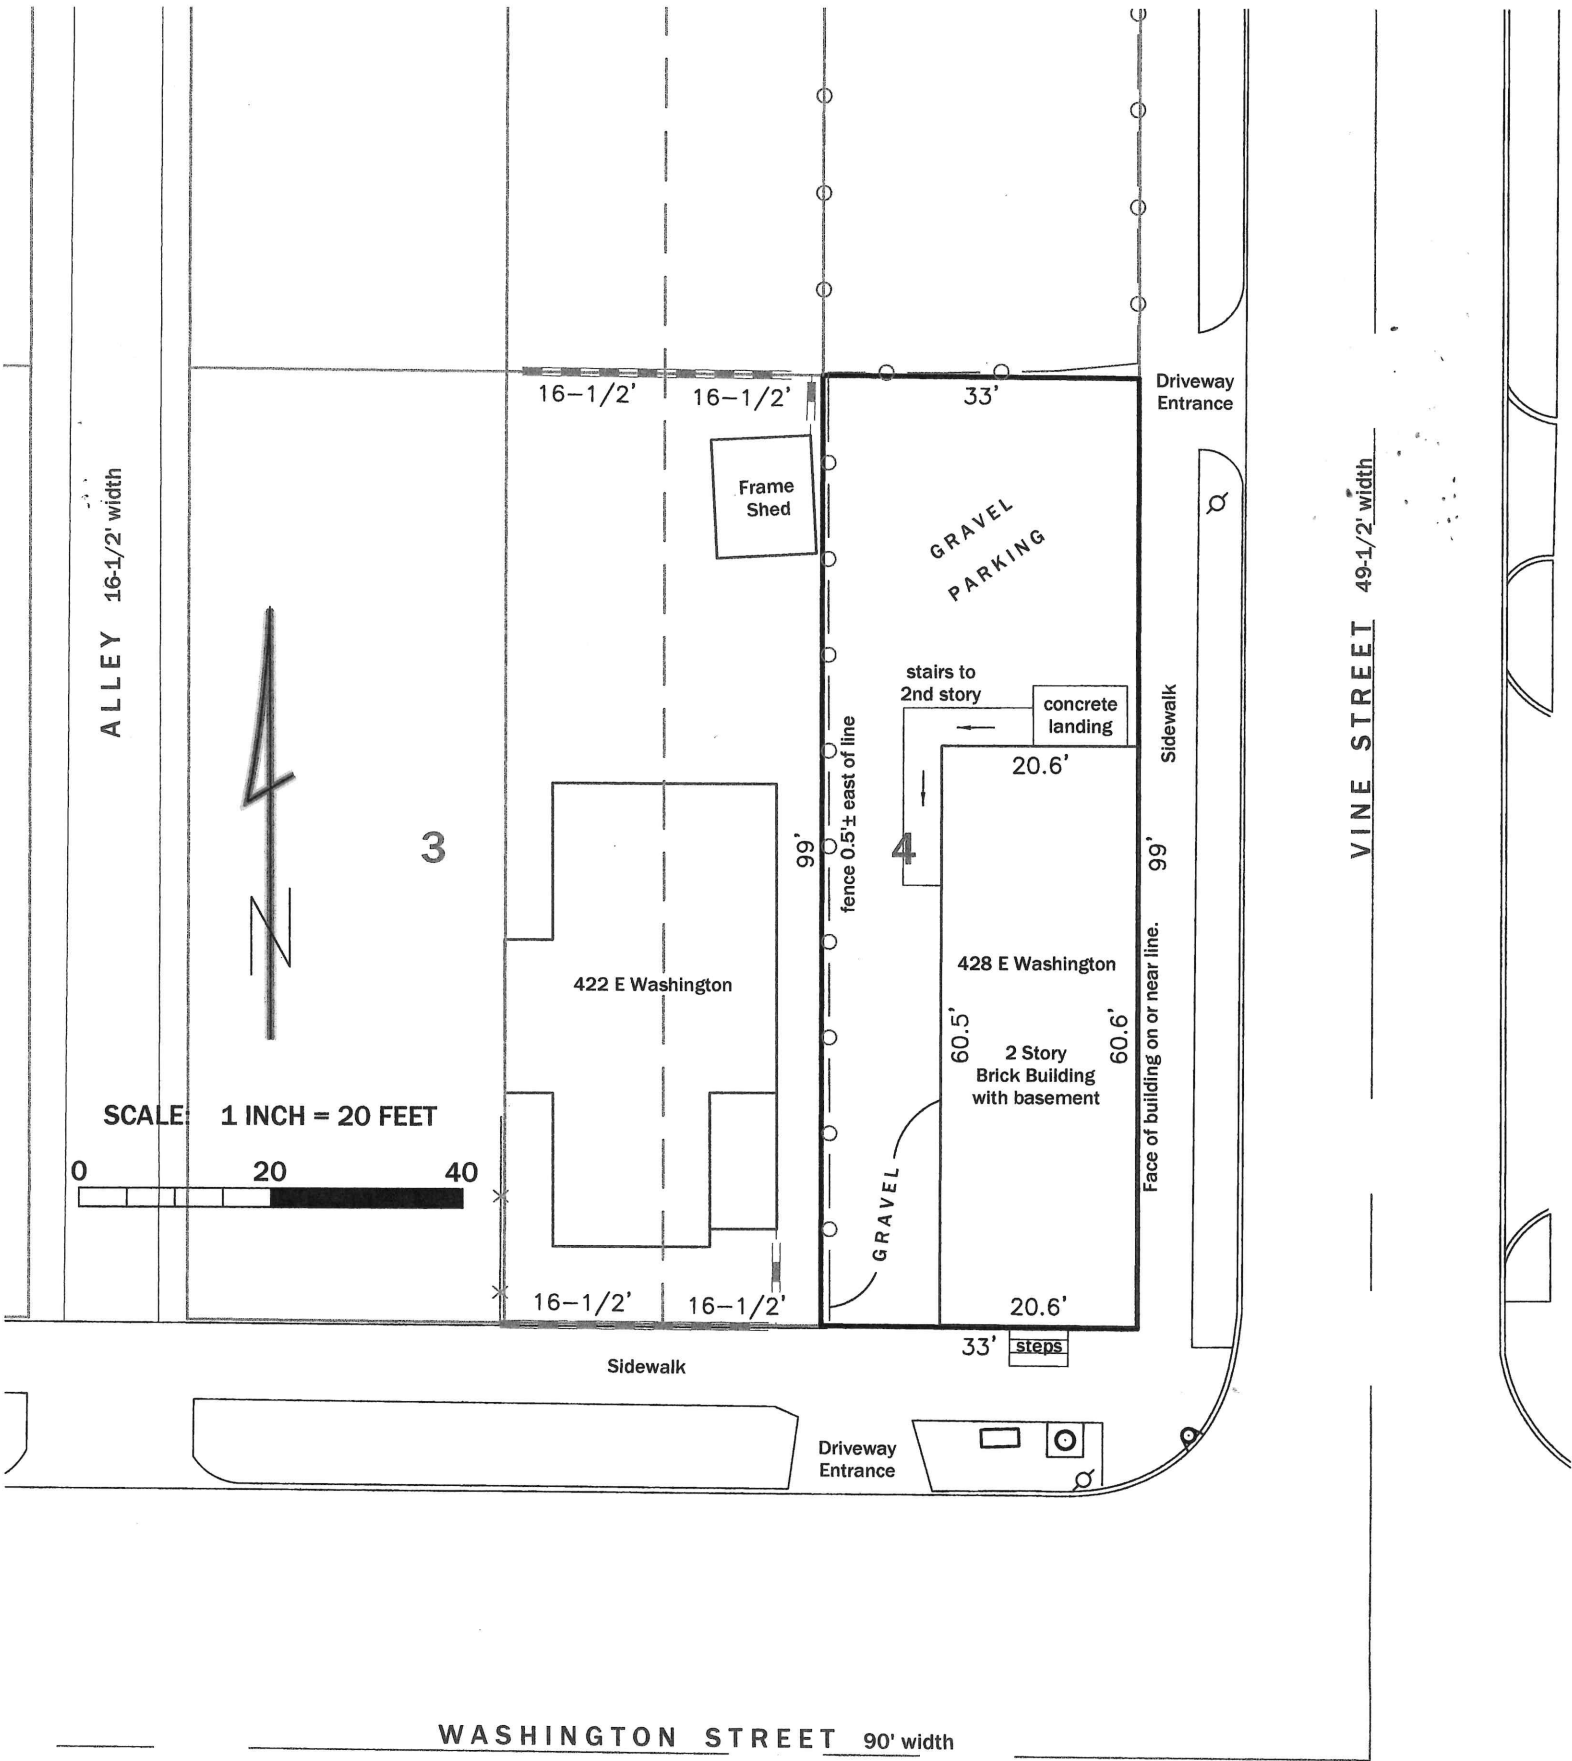 16-1/2'
16-1/2'
33'
Driveway
Entrance
Frame
Shed
GRAVEL
PARKING
ALLEY 16-1/2' width
VINE STREET 49-1/2' width
stairs to
2nd story
concrete
landing
Sidewalk
20.6'
fence 0.5'± east of line
99'
3
4
99'
N
422 E Washington
428 E Washington
60.5'
60.6'
2 Story
Brick Building
with basement
Face of building on or near line.
SCALE: 1 INCH = 20 FEET
0 20 40
GRAVEL
16-1/2'
16-1/2'
20.6'
33'
steps
Sidewalk
Driveway
Entrance
WASHINGTON STREET 90' width